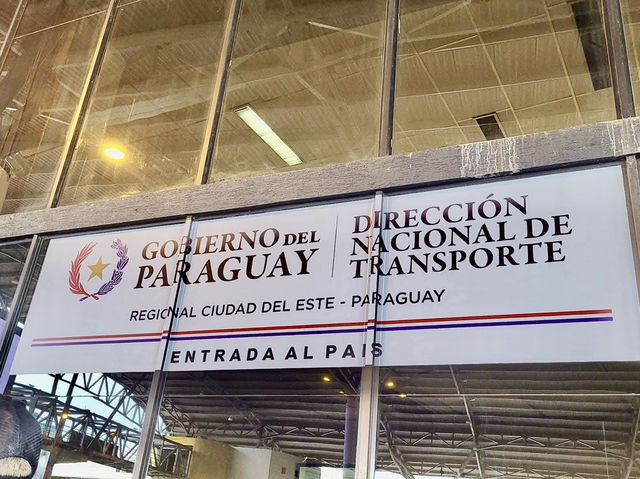 GOBIERNO DEL
PARAGUAY
DIRECCIÓN
NACIONAL DE
TRANSPORTE
REGIONAL CIUDAD DEL ESTE - PARAGUAY
ENTRADA AL PAIS